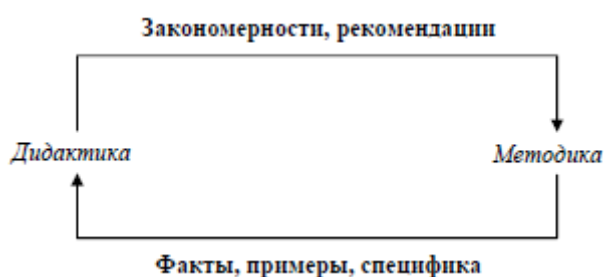 Закономерности, рекомендации
Дидактика
Методика
Факты, примеры, специфика